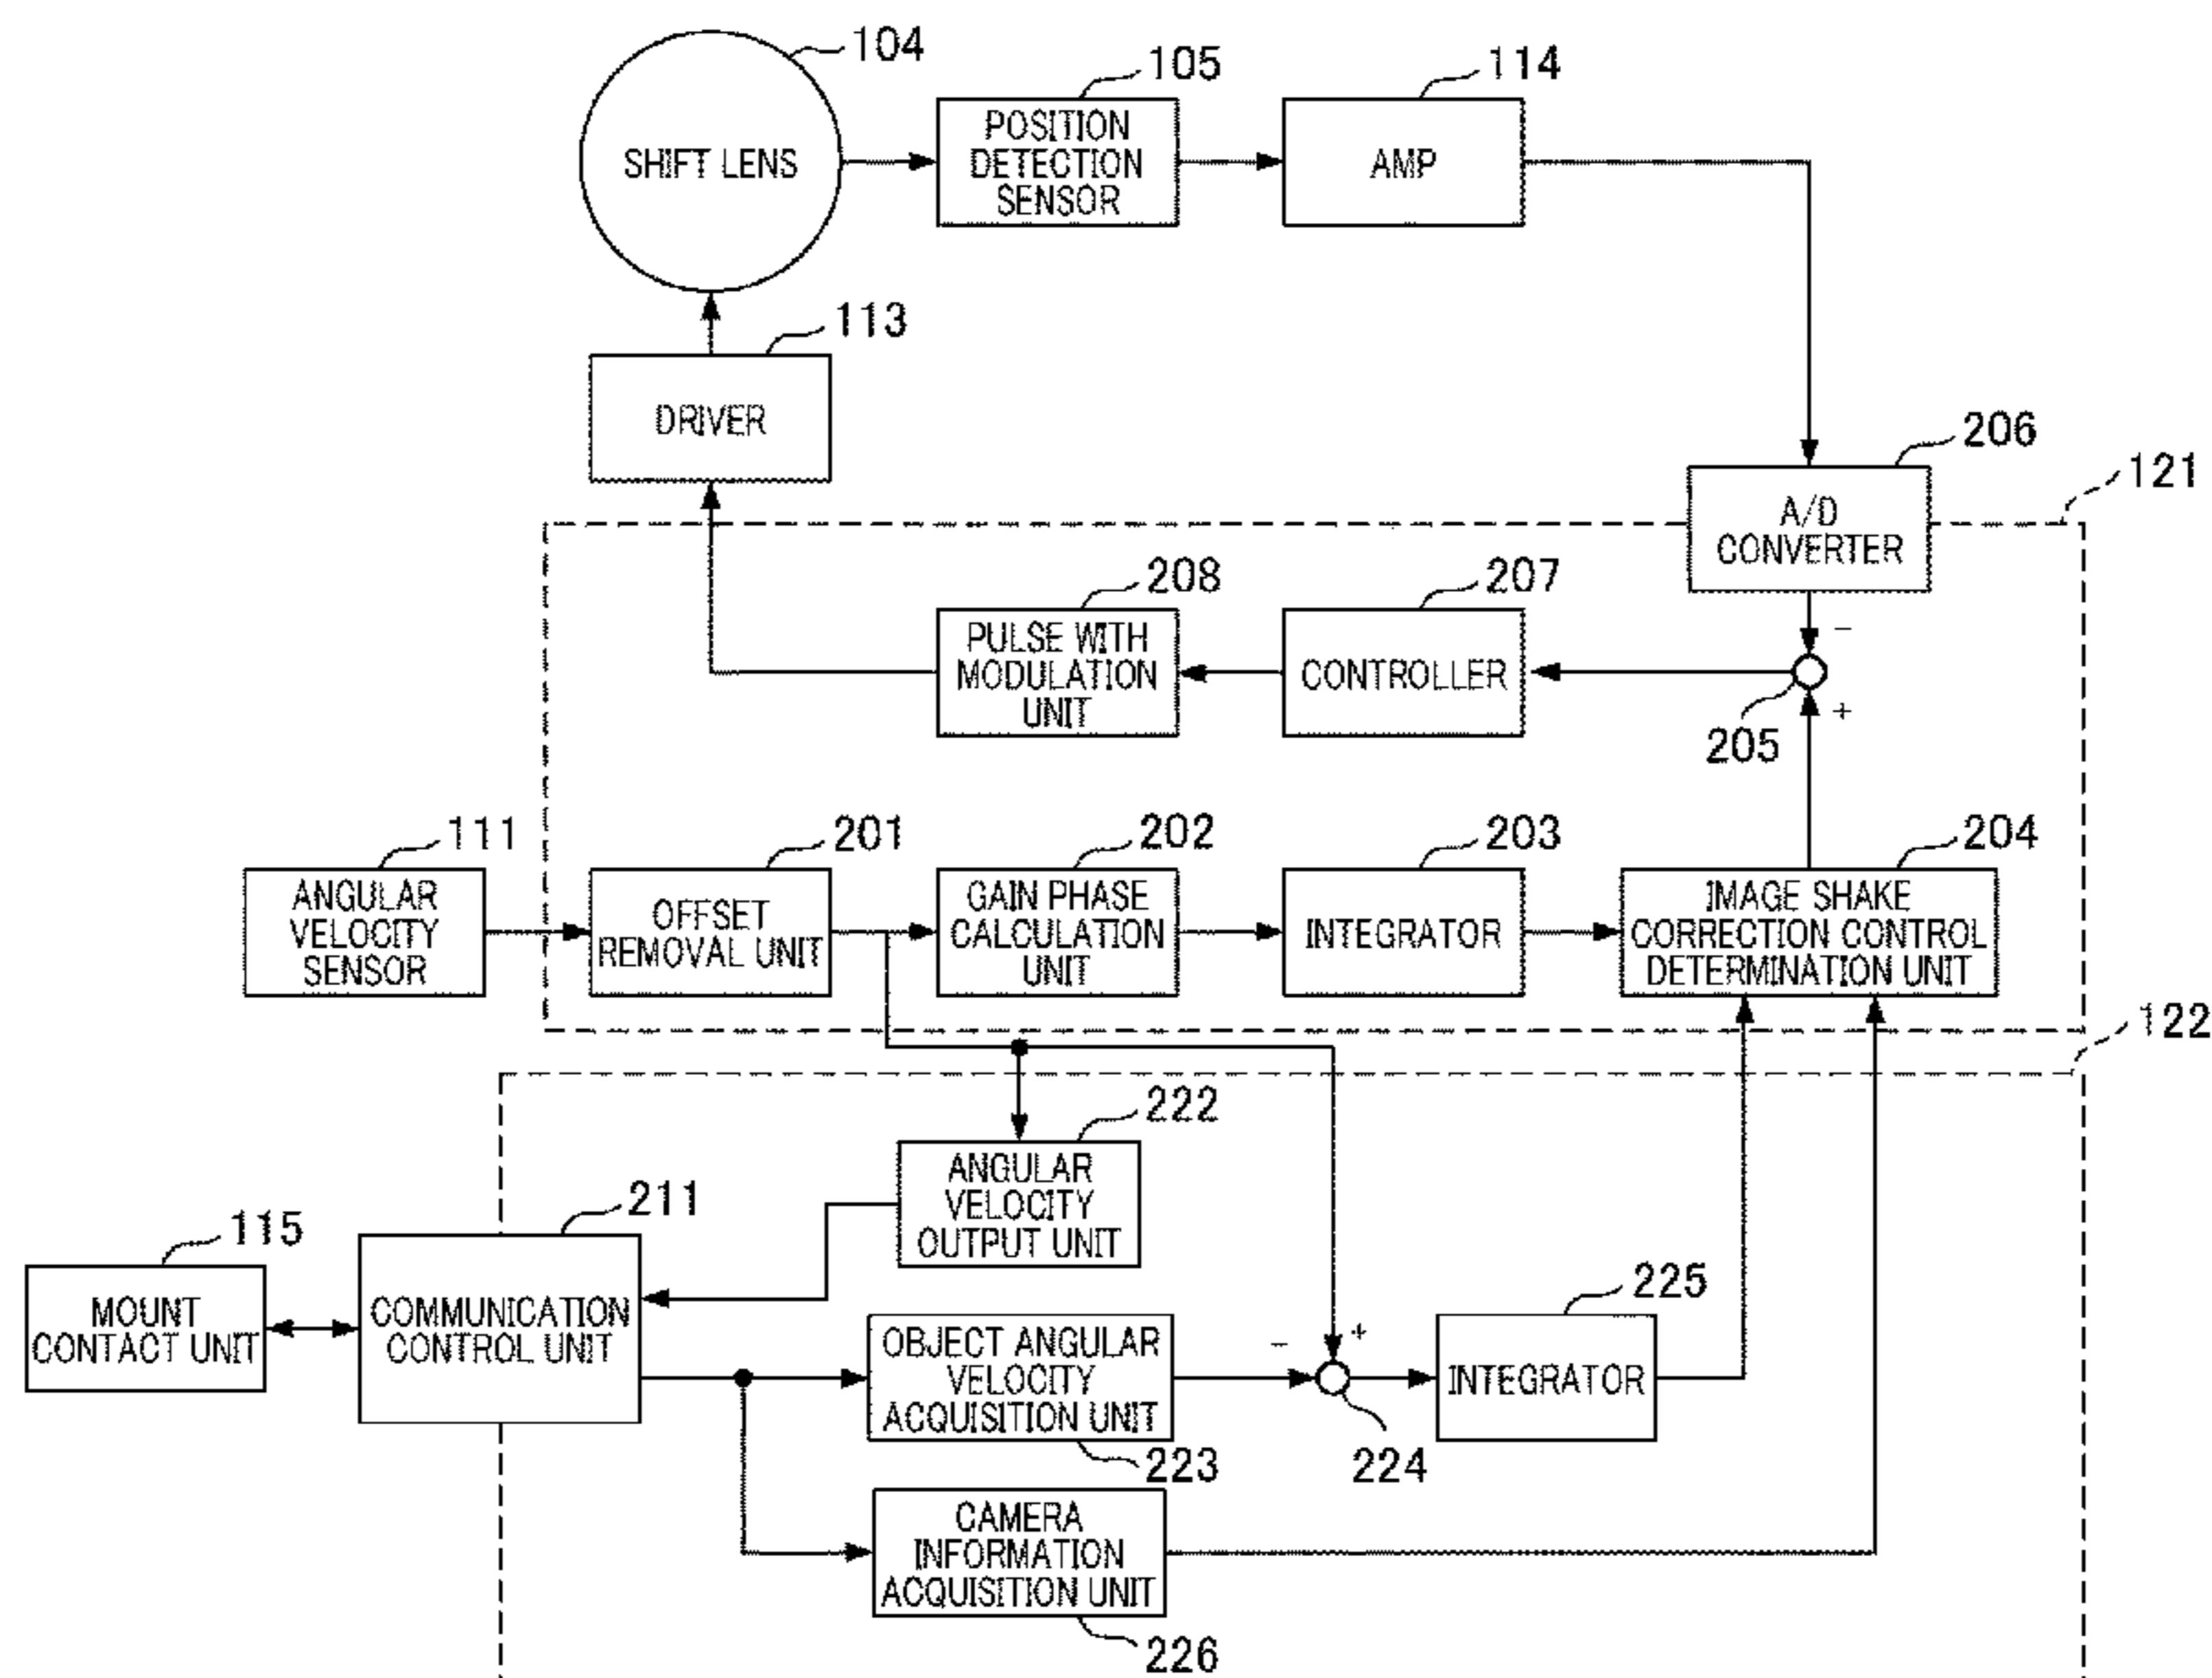 104
SHIFT LENS
105
POSITION
DETECTION
SENSOR
114
AMP
113
DRIVER
206
A/D
CONVERTER
121
208
PULSE WITH
MODULATION
UNIT
207
CONTROLLER
-
+
205
111
ANGULAR
VELOCITY
SENSOR
201
OFFSET
REMOVAL UNIT
202
GAIN PHASE
CALCULATION
UNIT
203
INTEGRATOR
204
IMAGE SHAKE
CORRECTION CONTROL
DETERMINATION UNIT
122
222
ANGULAR
VELOCITY
OUTPUT UNIT
115
MOUNT
CONTACT UNIT
211
COMMUNICATION
CONTROL UNIT
OBJECT ANGULAR
VELOCITY
ACQUISITION UNIT
223
-
+
224
225
INTEGRATOR
CAMERA
INFORMATION
ACQUISITION UNIT
226